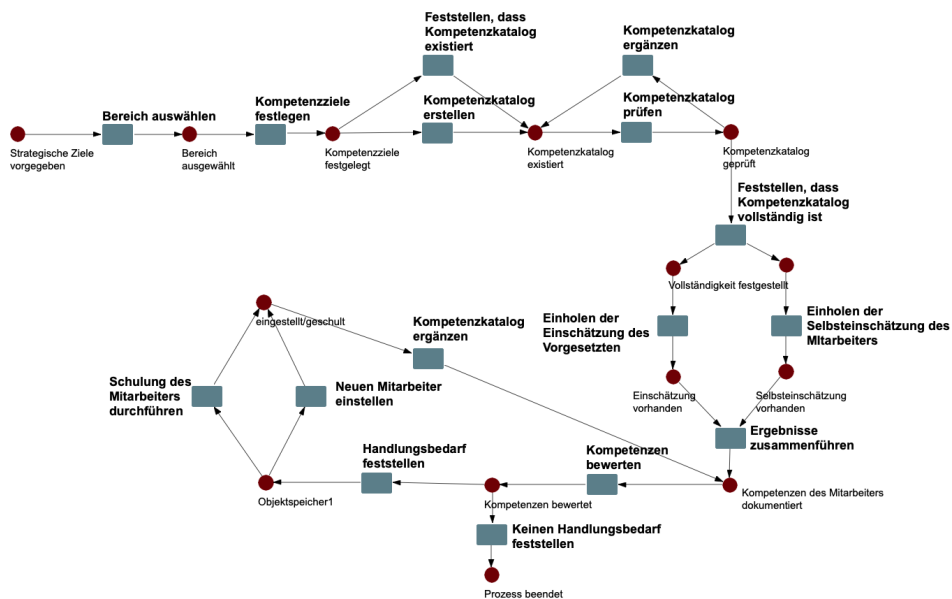 Feststellen, dass
Kompetenzkatalog
existiert
Kompetenzkatalog
ergänzen
Bereich auswählen
Kompetenzziele
festlegen
Kompetenzkatalog
erstellen
Kompetenzkatalog
prüfen
Strategische Ziele
vorgegeben
Bereich
ausgewählt
Kompetenzziele
festgelegt
Kompetenzkatalog
existiert
Kompetenzkatalog
geprüft
Feststellen, dass
Kompetenzkatalog
vollständig ist
Vollständigkeit festgestellt
Einholen der
Einschätzung des
Vorgesetzten
Einholen der
Selbsteinschätzung des
MItarbeiters
eingestellt/geschult
Kompetenzkatalog
ergänzen
Schulung des
Mitarbeiters
durchführen
Neuen Mitarbeiter
einstellen
Einschätzung
vorhanden
Selbsteinschätzung
vorhanden
Ergebnisse
zusammenführen
Handlungsbedarf
feststellen
Kompetenzen
bewerten
Objektspeicher1
Kompetenzen bewertet
Kompetenzen des Mitarbeiters
dokumentiert
Keinen Handlungsbedarf
feststellen
Prozess beendet